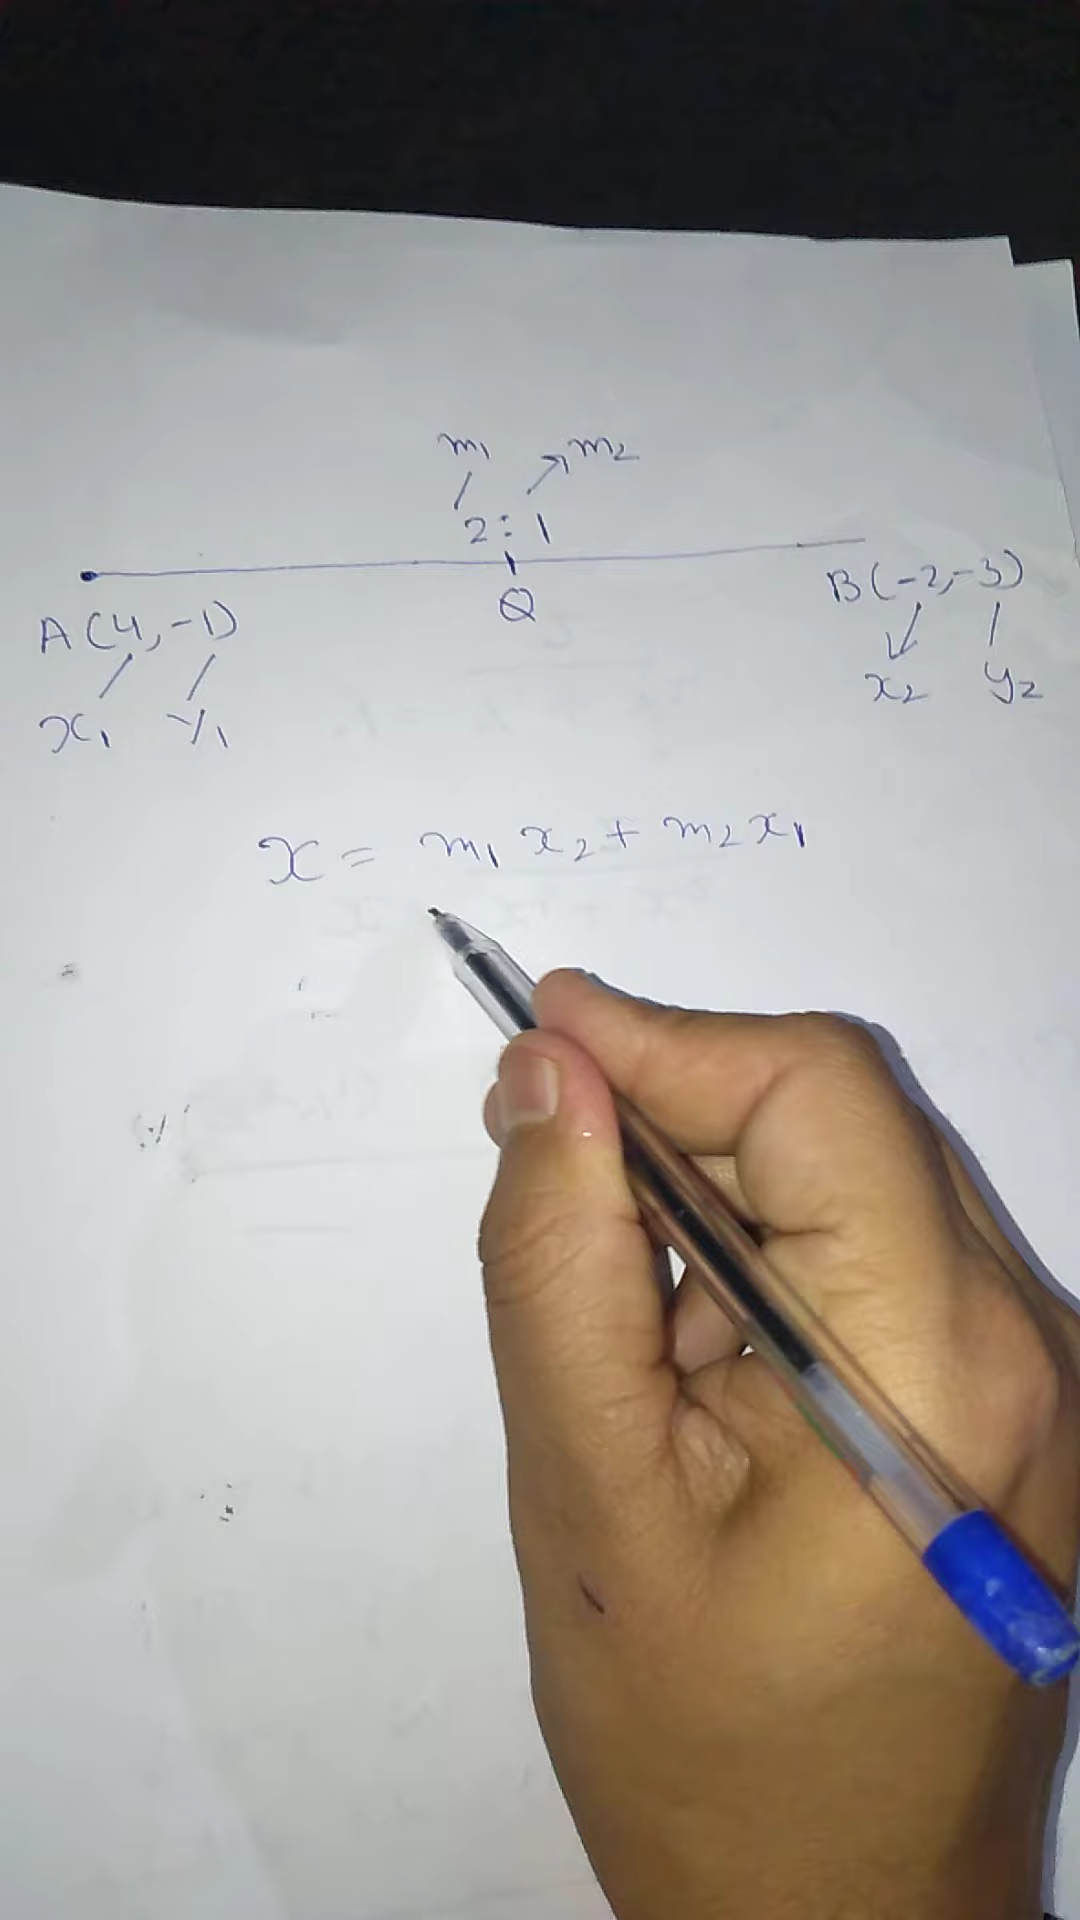 m₁ m₂
2:1
A(4,-1) Q B(-2,-3)
x₁ y₁ x₂ y₂
x = m₁ x₂ + m₂ x₁